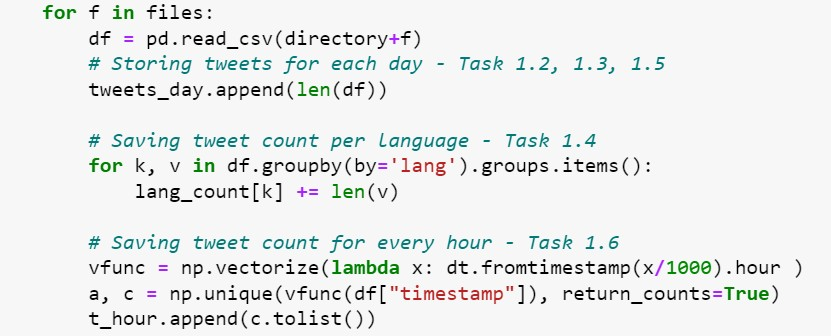 for f in files:
    df = pd.read_csv(directory+f)
    # Storing tweets for each day - Task 1.2, 1.3, 1.5
    tweets_day.append(len(df))

    # Saving tweet count per language - Task 1.4
    for k, v in df.groupby(by='lang').groups.items():
        lang_count[k] += len(v)

    # Saving tweet count for every hour - Task 1.6
    vfunc = np.vectorize(lambda x: dt.fromtimestamp(x/1000).hour )
    a, c = np.unique(vfunc(df["timestamp"]), return_counts=True)
    t_hour.append(c.tolist())